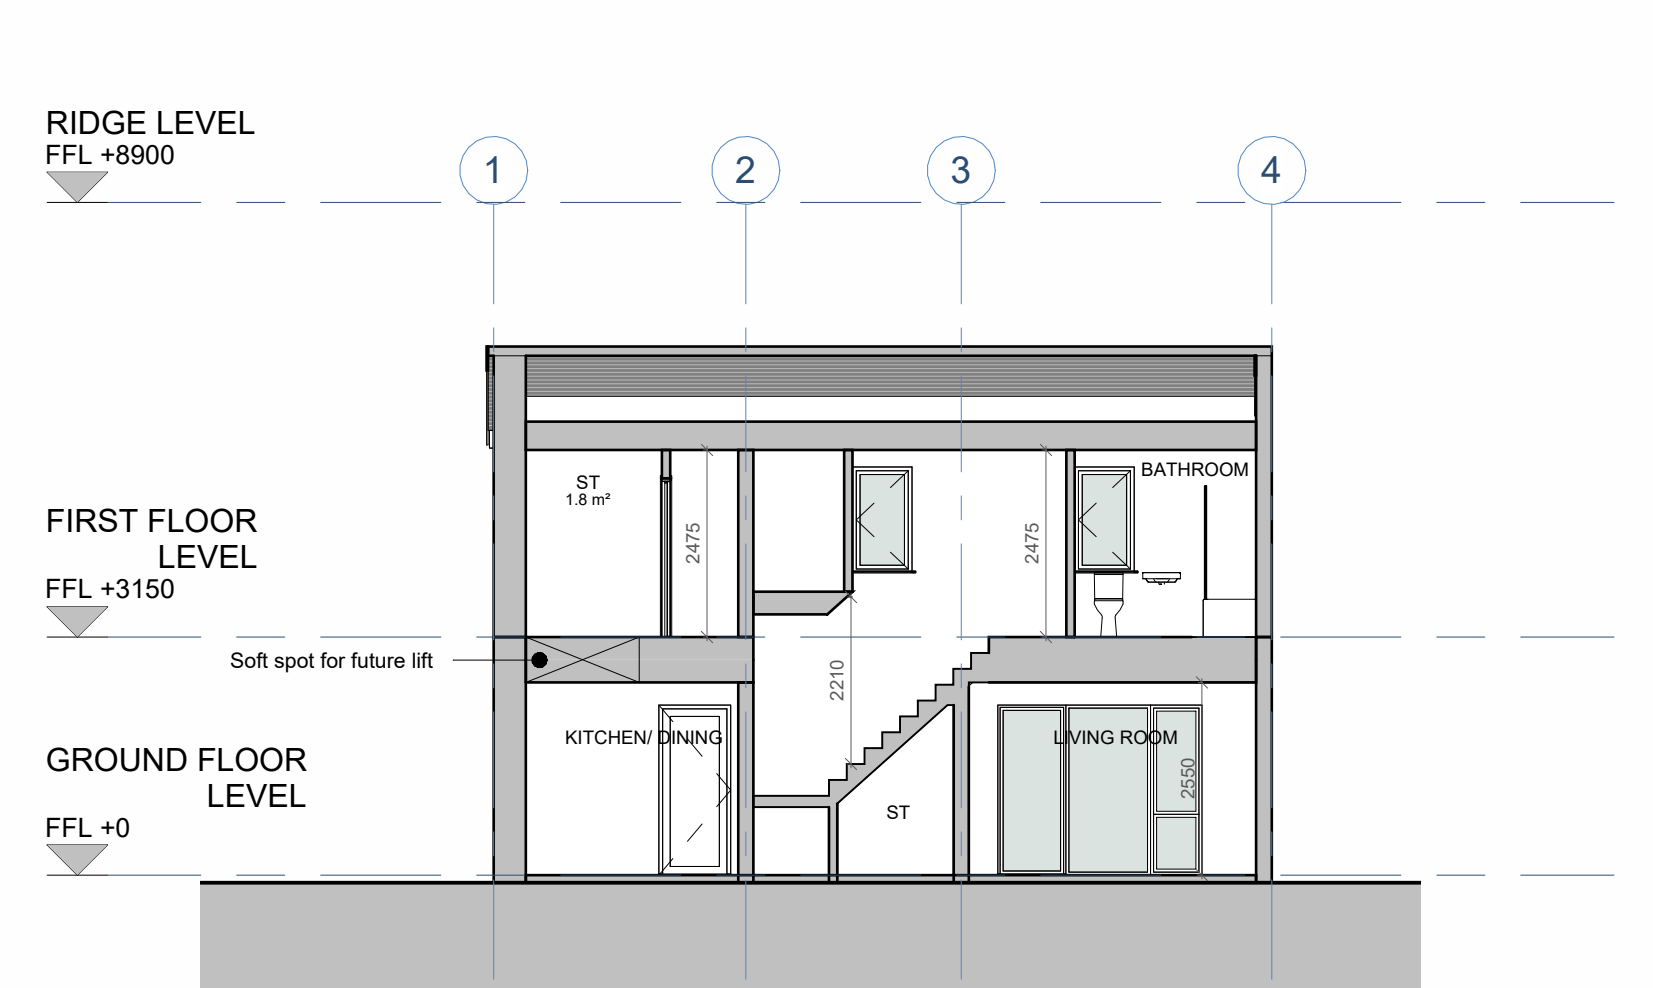 RIDGE LEVEL
FFL +8900
1
2
3
4
ST
1.8 m²
BATHROOM
2475
2475
FIRST FLOOR
LEVEL
FFL +3150
Soft spot for future lift
2210
KITCHEN/ DINING
LIVING ROOM
2550
GROUND FLOOR
LEVEL
ST
FFL +0